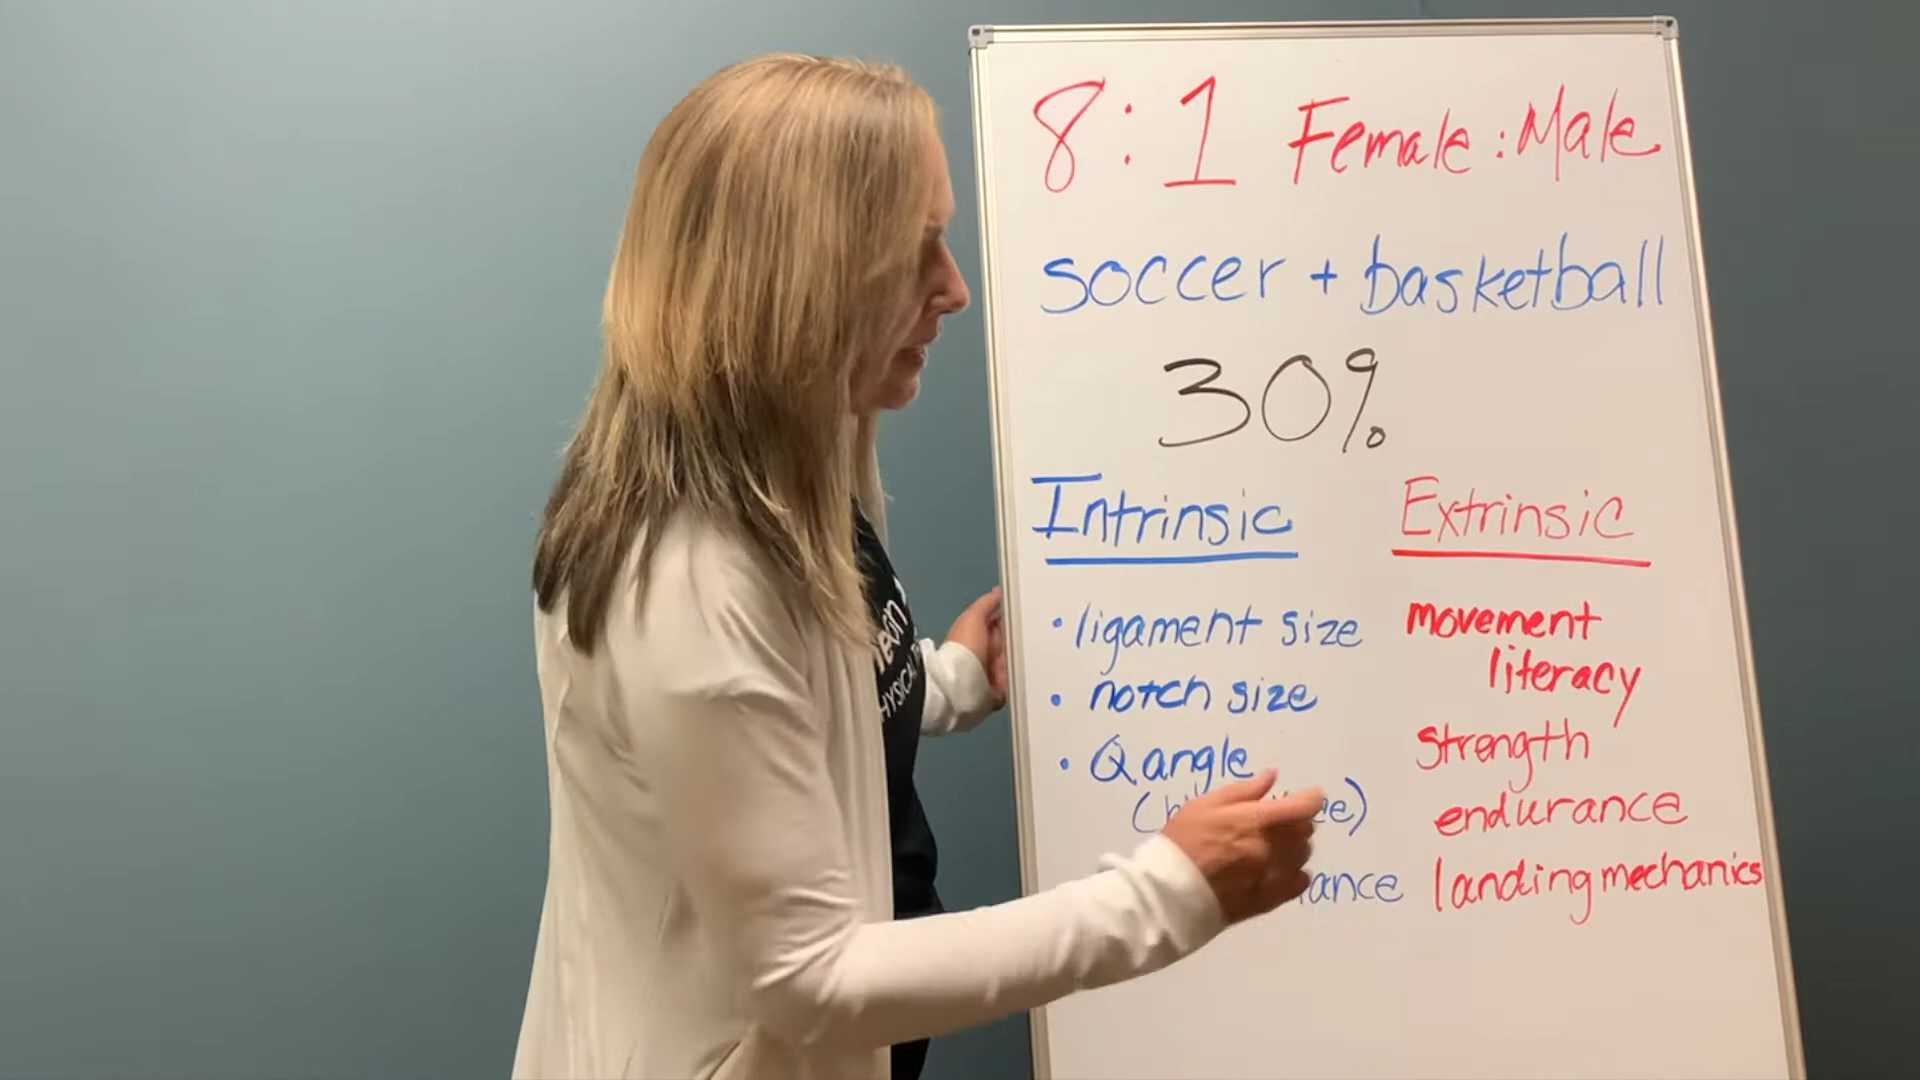 8:1 Female:Male
soccer + basketball
30%
Intrinsic
Extrinsic
• ligament size
• notch size
• Q angle
movement
literacy
strength
endurance
landing mechanics